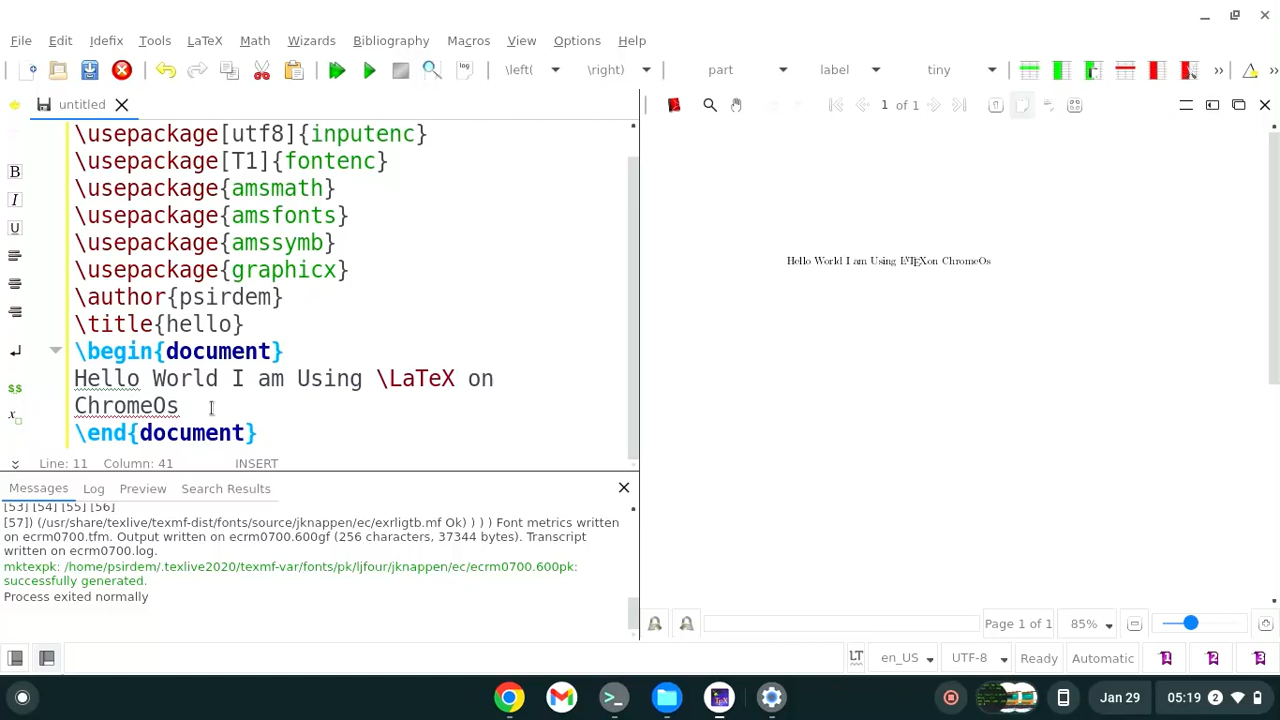 File Edit Idefix Tools LaTeX Math Wizards Bibliography Macros View Options Help
log \left( \right) part label tiny »
untitled
1 of 1
\usepackage[utf8]{inputenc}
\usepackage[T1]{fontenc}
\usepackage{amsmath}
\usepackage{amsfonts}
\usepackage{amssymb}
\usepackage{graphicx}
\author{psirdem}
\title{hello}
\begin{document}
Hello World I am Using \LaTeX on
ChromeOs
\end{document}
B
I
U
$$
x
Line: 11 Column: 41 INSERT
Hello World I am Using LATEXon ChromeOs
Messages Log Preview Search Results
[53] [54] [55] [56]
[57]) (/usr/share/texlive/texmf-dist/fonts/source/jknappen/ec/exrligtb.mf Ok) ) ) ) Font metrics written
on ecrm0700.tfm. Output written on ecrm0700.600gf (256 characters, 37344 bytes). Transcript
written on ecrm0700.log.
mktexpk: /home/psirdem/.texlive2020/texmf-var/fonts/pk/ljfour/jknappen/ec/ecrm0700.600pk:
successfully generated.
Process exited normally
Page 1 of 1 85%
LT en_US UTF-8 Ready Automatic 1 2 3
Jan 29 05:19 2